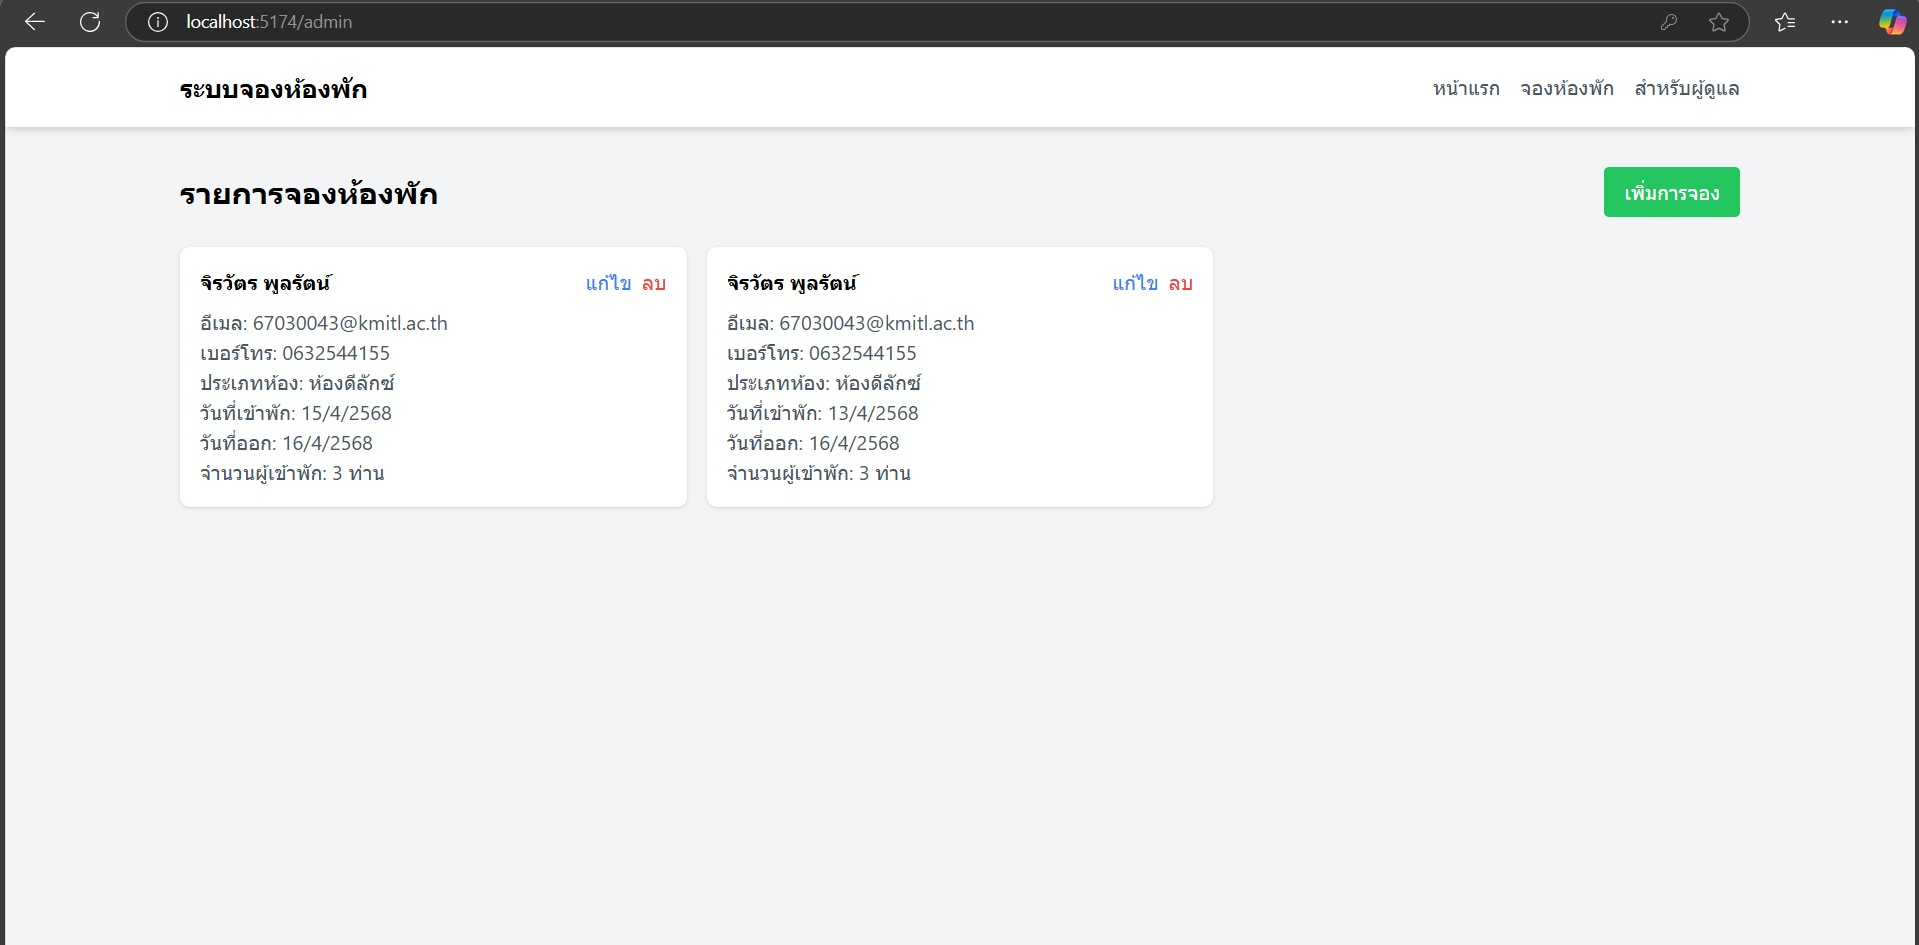 localhost:5174/admin
ระบบจองห้องพัก
หน้าแรก จองห้องพัก สำหรับผู้ดูแล
รายการจองห้องพัก
เพิ่มการจอง
จิรวัตร พูลรัตน์ แก้ไข ลบ
อีเมล: 67030043@kmitl.ac.th
เบอร์โทร: 0632544155
ประเภทห้อง: ห้องดีลักซ์
วันที่เข้าพัก: 15/4/2568
วันที่ออก: 16/4/2568
จำนวนผู้เข้าพัก: 3 ท่าน
จิรวัตร พูลรัตน์ แก้ไข ลบ
อีเมล: 67030043@kmitl.ac.th
เบอร์โทร: 0632544155
ประเภทห้อง: ห้องดีลักซ์
วันที่เข้าพัก: 13/4/2568
วันที่ออก: 16/4/2568
จำนวนผู้เข้าพัก: 3 ท่าน